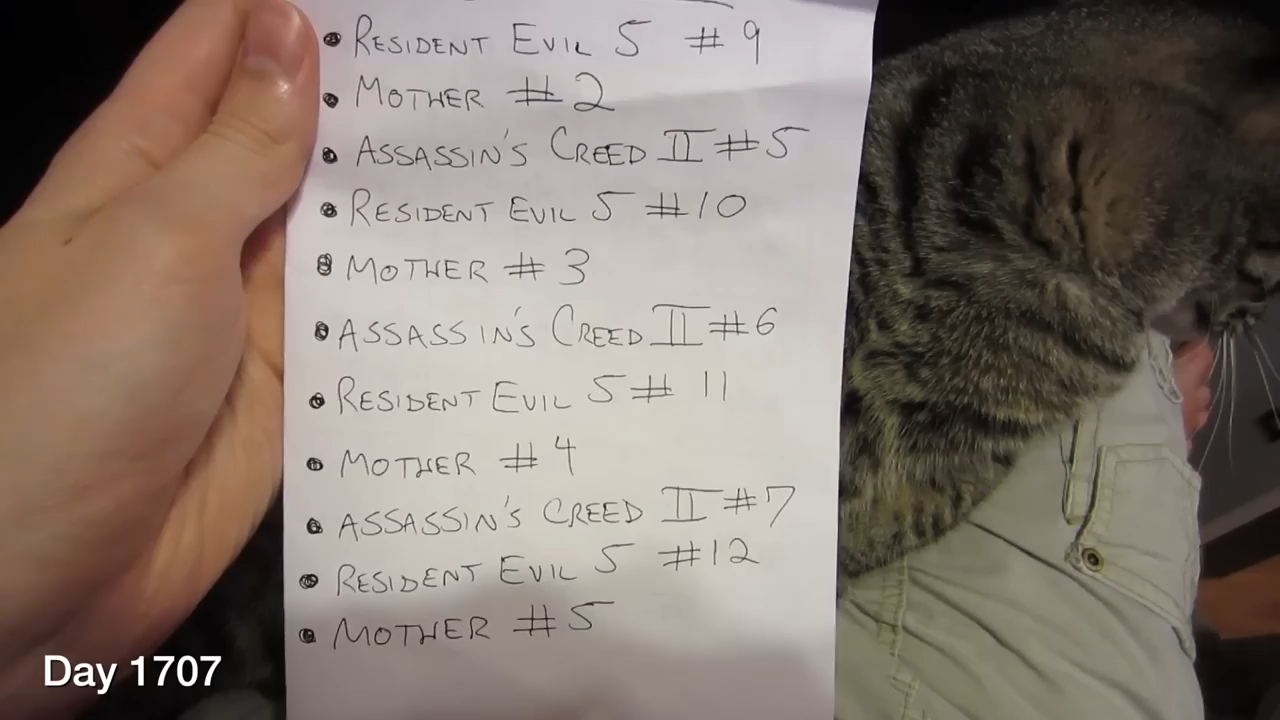 • RESIDENT EVIL 5 #9
• MOTHER #2
• ASSASSIN'S CREED II #5
• RESIDENT EVIL 5 #10
• MOTHER #3
• ASSASSIN'S CREED II #6
• RESIDENT EVIL 5 # 11
• MOTHER #4
• ASSASSIN'S CREED II #7
• RESIDENT EVIL 5 #12
• MOTHER #5
Day 1707